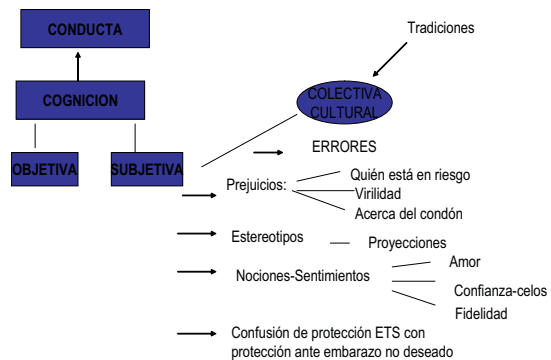 CONDUCTA
Tradiciones
COGNICION
COLECTIVA
CULTURAL
OBJETIVA
SUBJETIVA
ERRORES
Prejuicios:
Quién está en riesgo
Virilidad
Acerca del condón
Estereotipos
Proyecciones
Nociones-Sentimientos
Amor
Confianza-celos
Fidelidad
Confusión de protección ETS con
protección ante embarazo no deseado